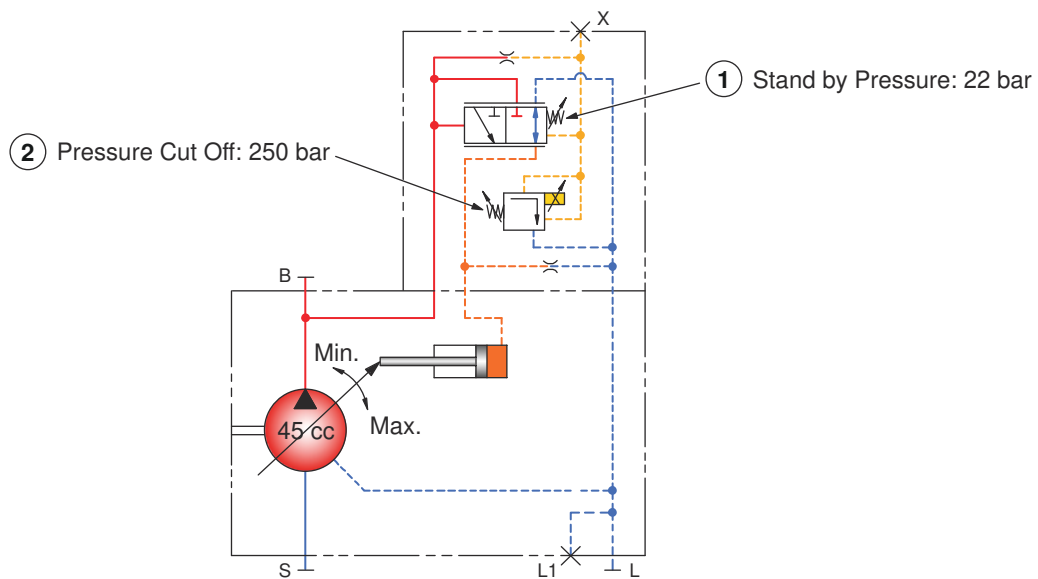 X
1 Stand by Pressure: 22 bar
2 Pressure Cut Off: 250 bar
B
Min.
Max.
45 cc
S
L1
L